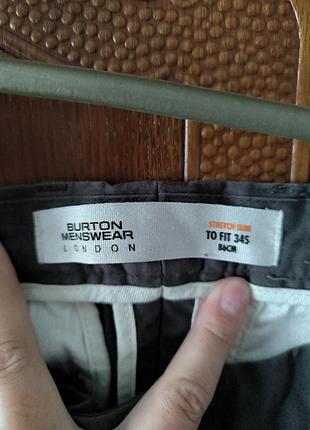 BURTON
MENSWEAR
LONDON
STRETCH SLIM
TO FIT 34S
86CM